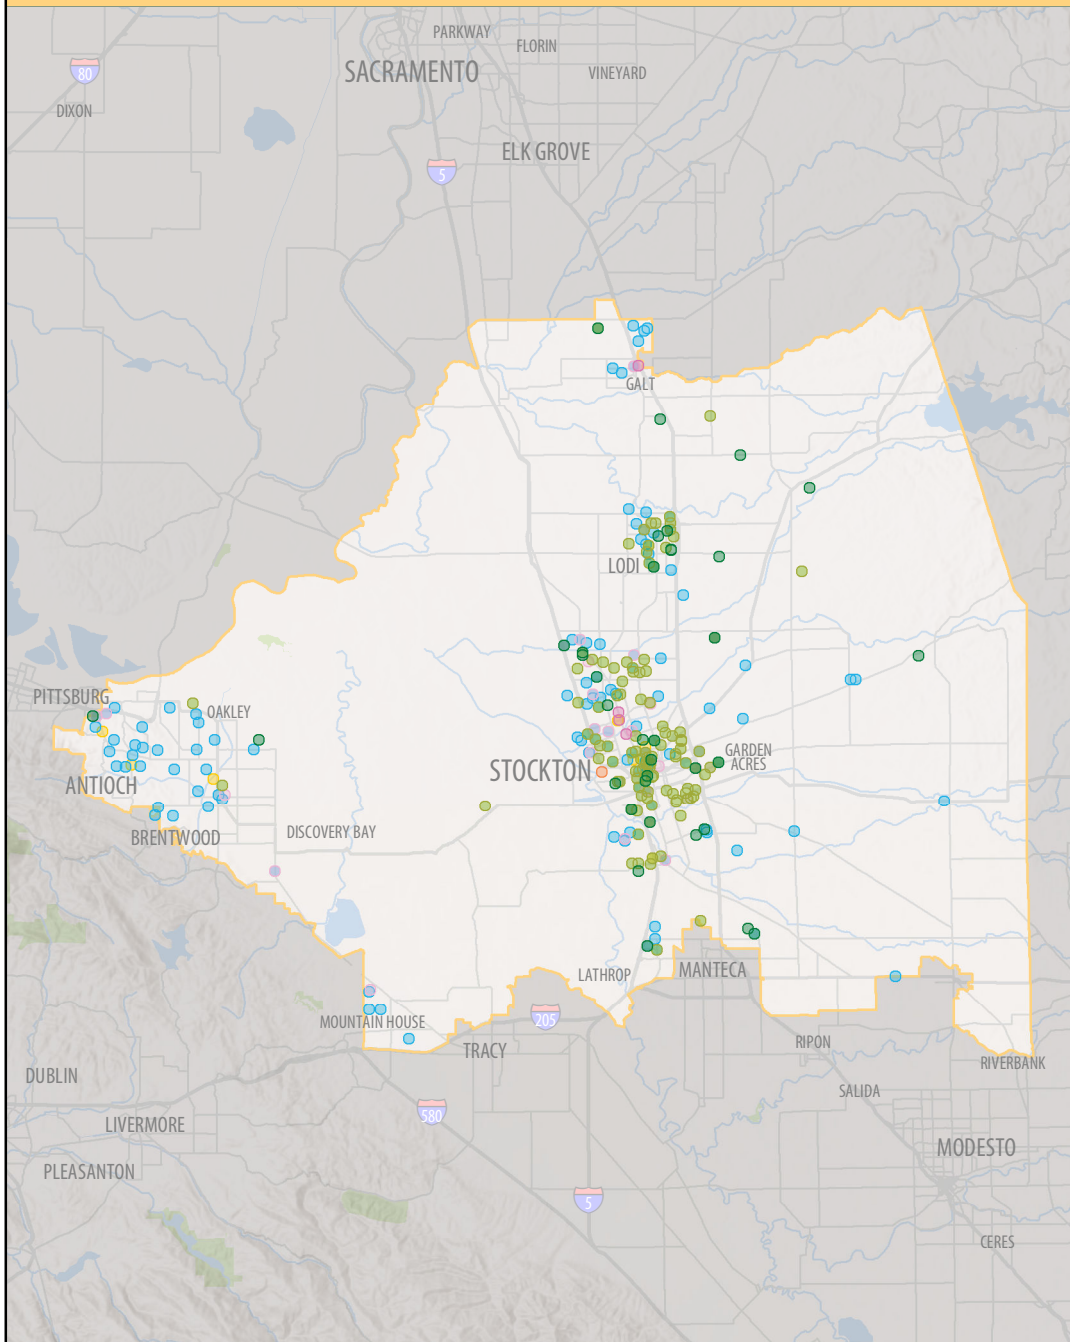 PARKWAY
FLORIN
SACRAMENTO
VINEYARD
80
DIXON
ELK GROVE
5
GALT
LODI
PITTSBURG
OAKLEY
GARDEN
ACRES
STOCKTON
ANTIOCH
DISCOVERY BAY
BRENTWOOD
MANTECA
LATHROP
205
MOUNTAIN HOUSE
RIPON
TRACY
RIVERBANK
DUBLIN
SALIDA
580
LIVERMORE
MODESTO
PLEASANTON
5
CERES